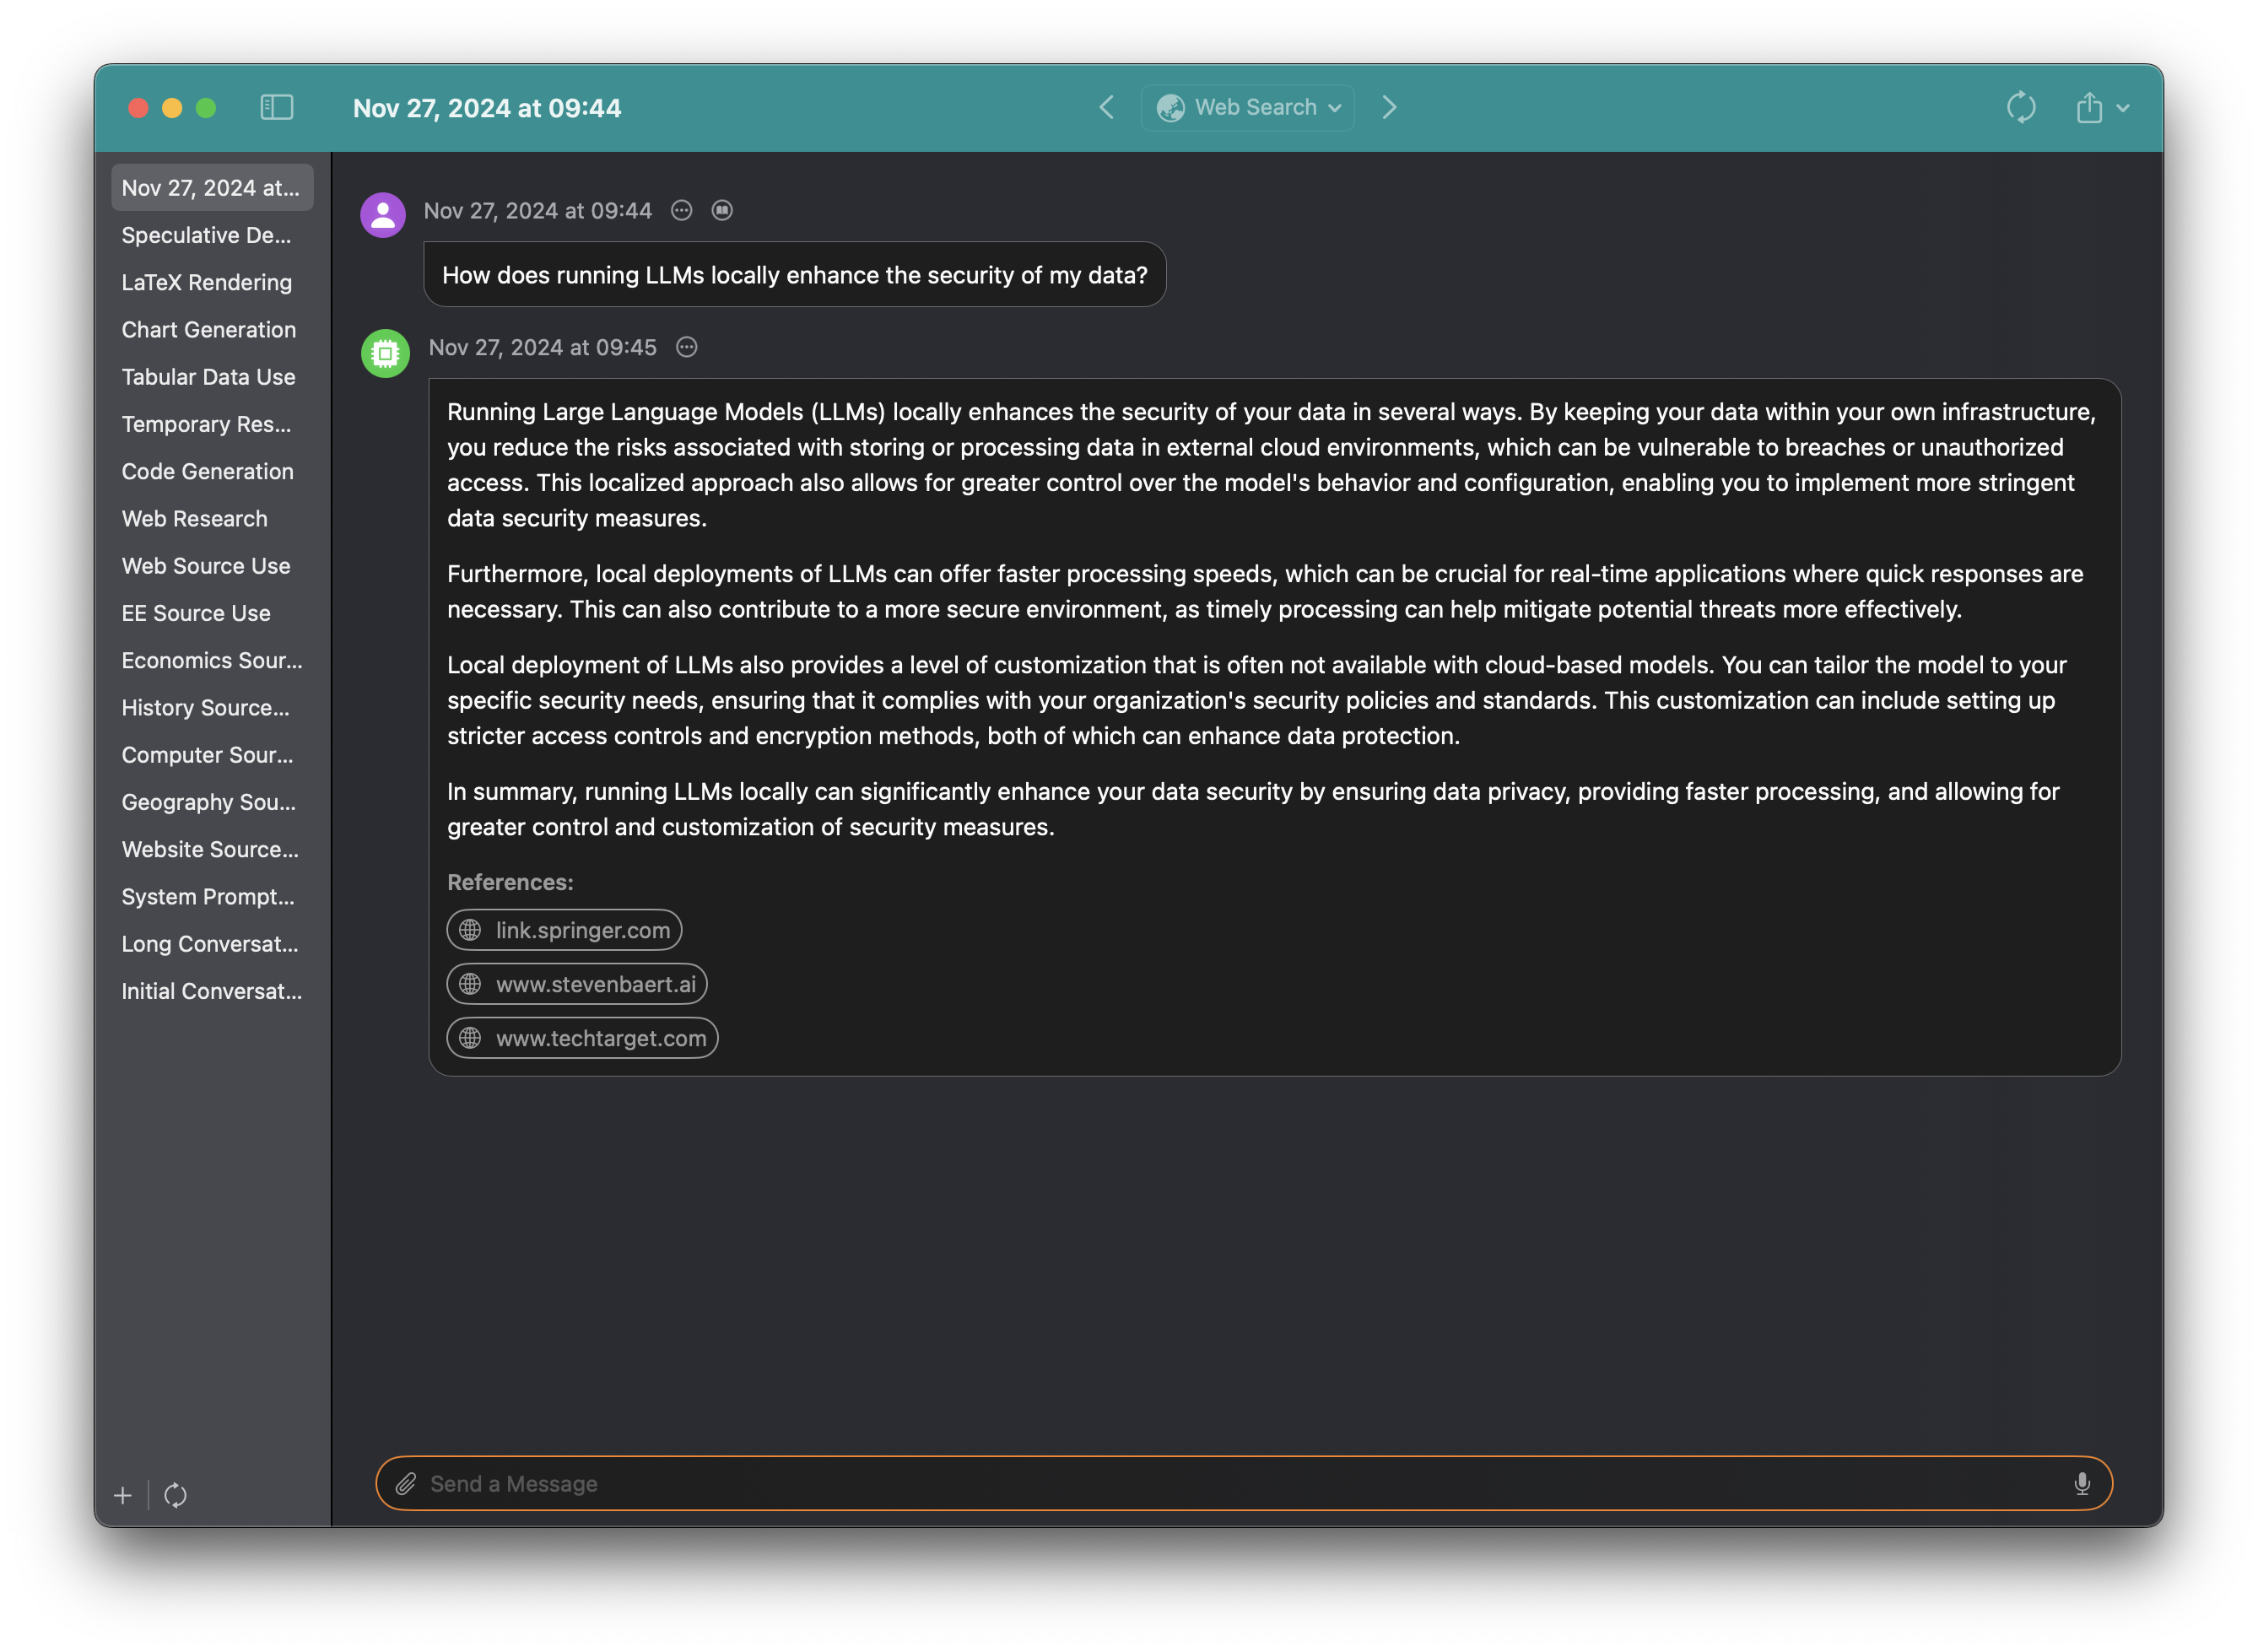 Nov 27, 2024 at 09:44
Web Search
Nov 27, 2024 at...
Speculative De...
LaTeX Rendering
Chart Generation
Tabular Data Use
Temporary Res...
Code Generation
Web Research
Web Source Use
EE Source Use
Economics Sour...
History Source...
Computer Sour...
Geography Sou...
Website Source...
System Prompt...
Long Conversat...
Initial Conversat...
Nov 27, 2024 at 09:44
How does running LLMs locally enhance the security of my data?
Nov 27, 2024 at 09:45
Running Large Language Models (LLMs) locally enhances the security of your data in several ways. By keeping your data within your own infrastructure,
you reduce the risks associated with storing or processing data in external cloud environments, which can be vulnerable to breaches or unauthorized
access. This localized approach also allows for greater control over the model's behavior and configuration, enabling you to implement more stringent
data security measures.
Furthermore, local deployments of LLMs can offer faster processing speeds, which can be crucial for real-time applications where quick responses are
necessary. This can also contribute to a more secure environment, as timely processing can help mitigate potential threats more effectively.
Local deployment of LLMs also provides a level of customization that is often not available with cloud-based models. You can tailor the model to your
specific security needs, ensuring that it complies with your organization's security policies and standards. This customization can include setting up
stricter access controls and encryption methods, both of which can enhance data protection.
In summary, running LLMs locally can significantly enhance your data security by ensuring data privacy, providing faster processing, and allowing for
greater control and customization of security measures.
References:
link.springer.com
www.stevenbaert.ai
www.techtarget.com
Send a Message